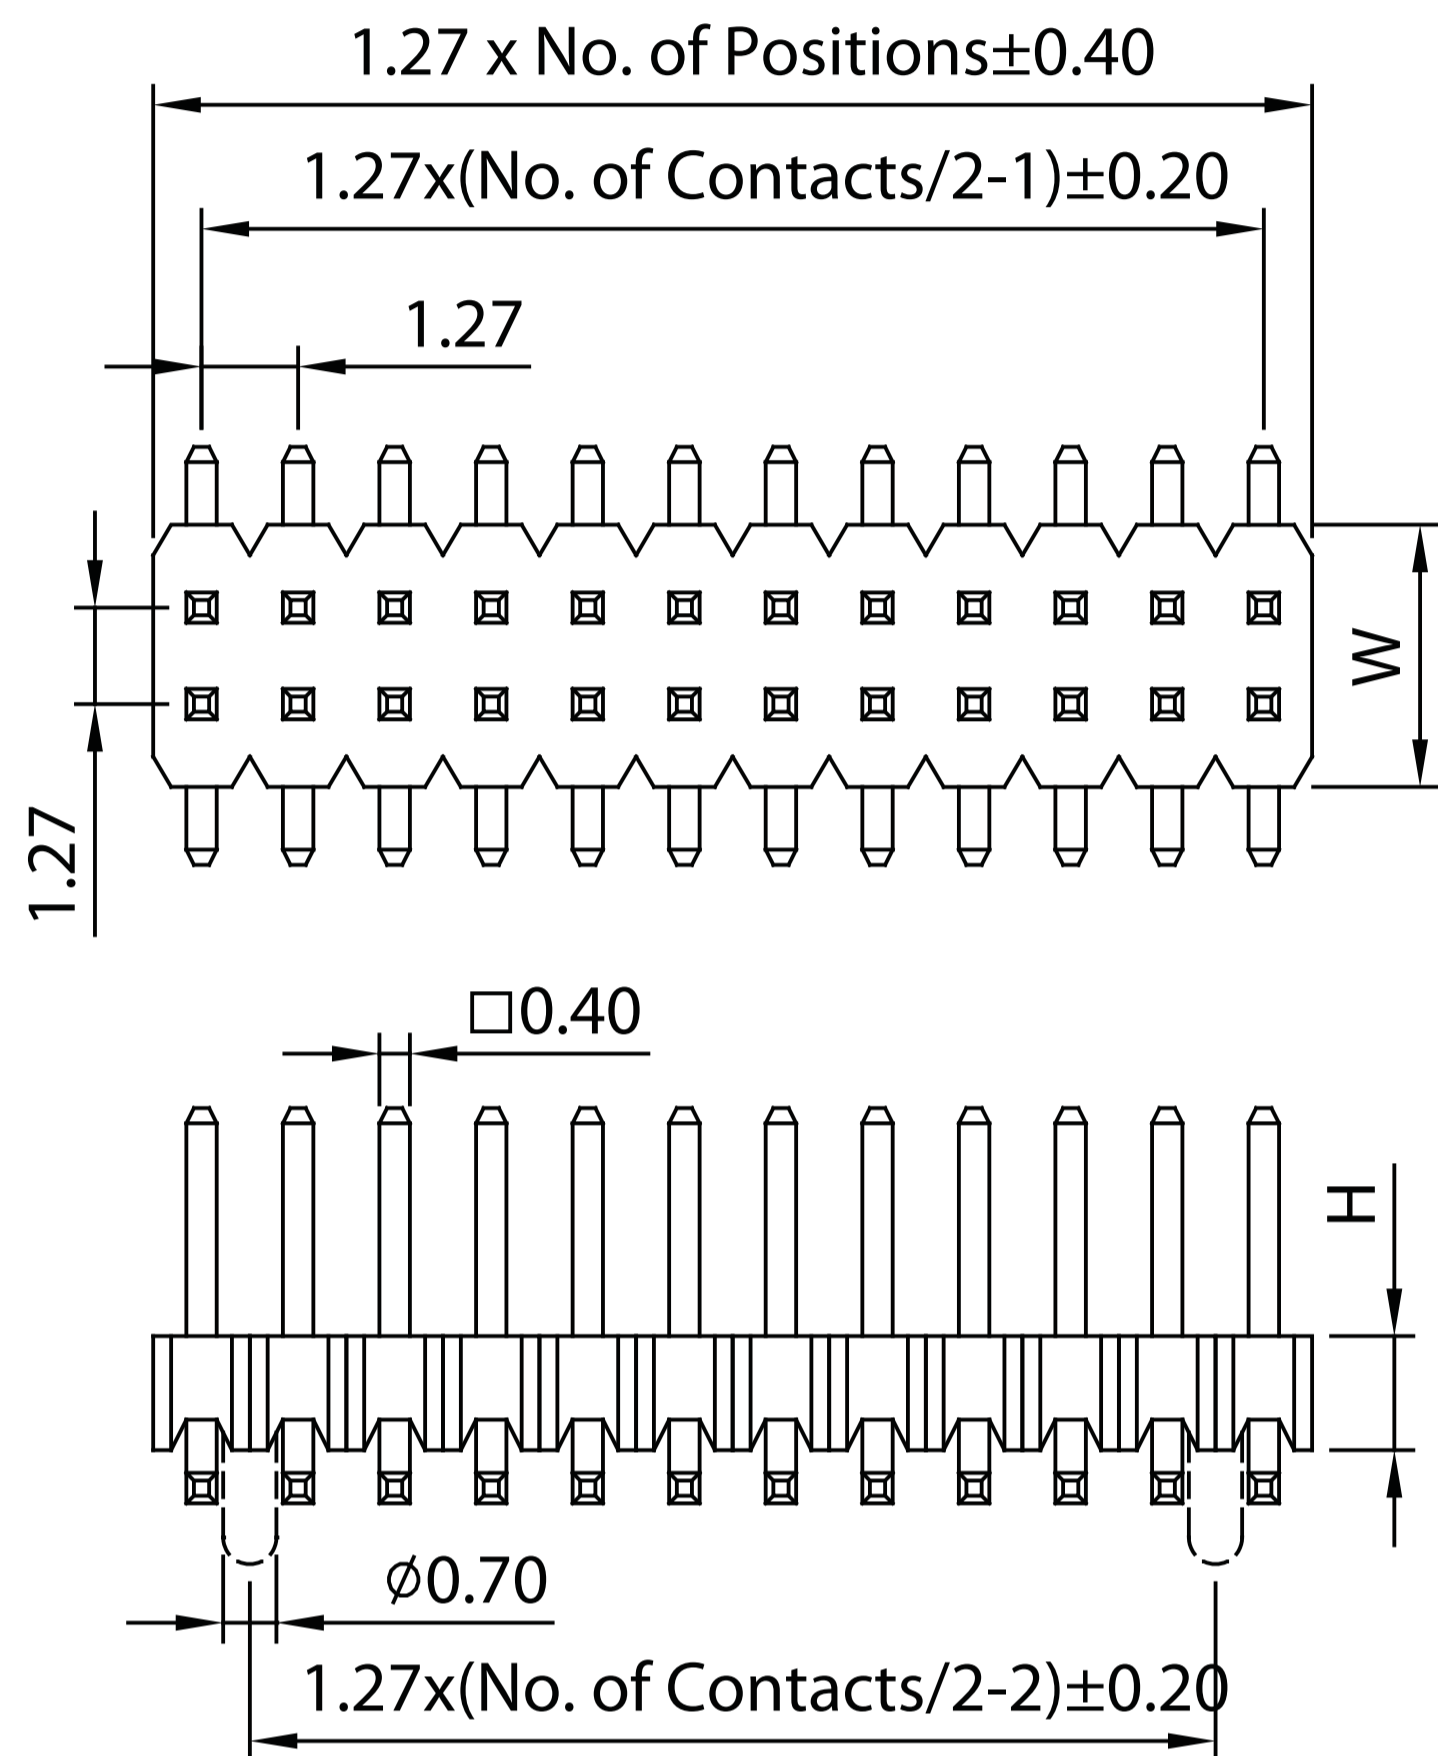 1.27 x No. of Positions±0.40
1.27x(No. of Contacts/2-1)±0.20
1.27
W
1.27
□0.40
H
⌀0.70
1.27x(No. of Contacts/2-2)±0.20